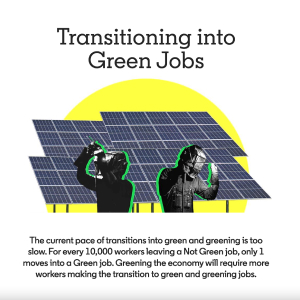 Transitioning into
Green Jobs
The current pace of transitions into green and greening is too
slow. For every 10,000 workers leaving a Not Green job, only 1
moves into a Green job. Greening the economy will require more
workers making the transition to green and greening jobs.